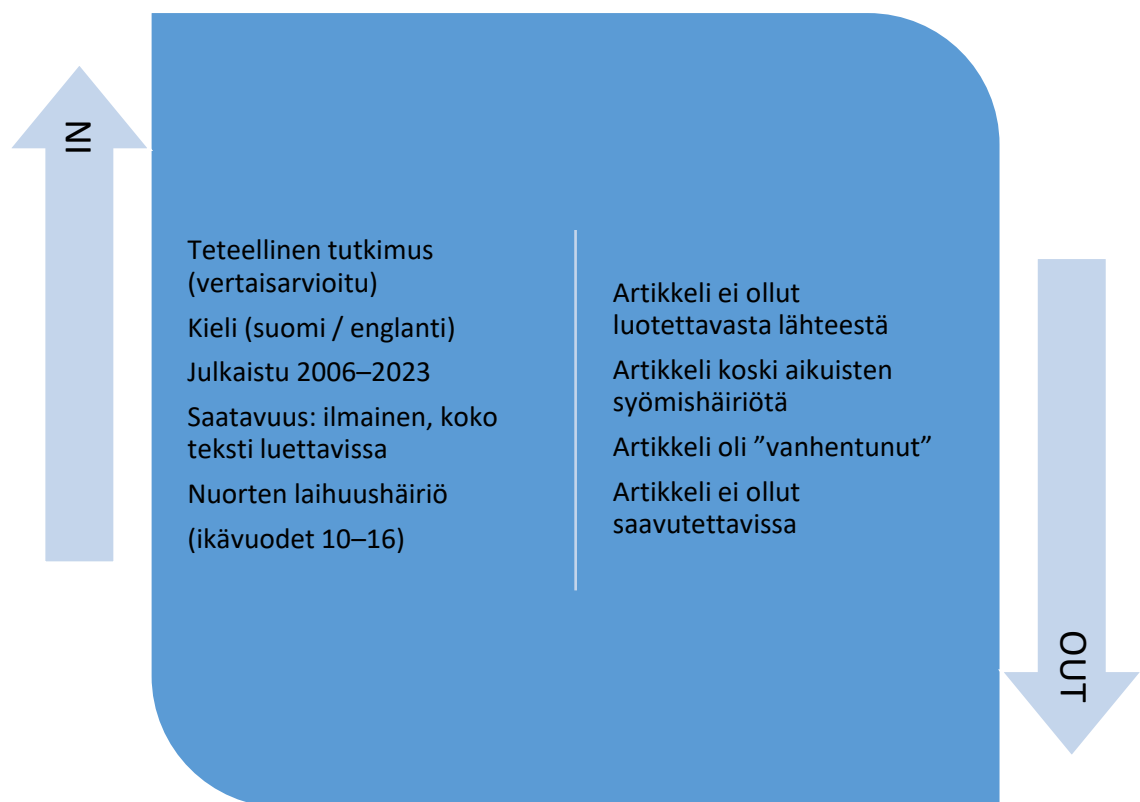 IN
Teteellinen tutkimus
(vertaisarvioitu)
Kieli (suomi / englanti)
Julkaistu 2006–2023
Saatavuus: ilmainen, koko
teksti luettavissa
Nuorten laihuushäiriö
(ikävuodet 10–16)
Artikkeli ei ollut
luotettavasta lähteestä
Artikkeli koski aikuisten
syömishäiriötä
Artikkeli oli ”vanhentunut”
Artikkeli ei ollut
saavutettavissa
OUT